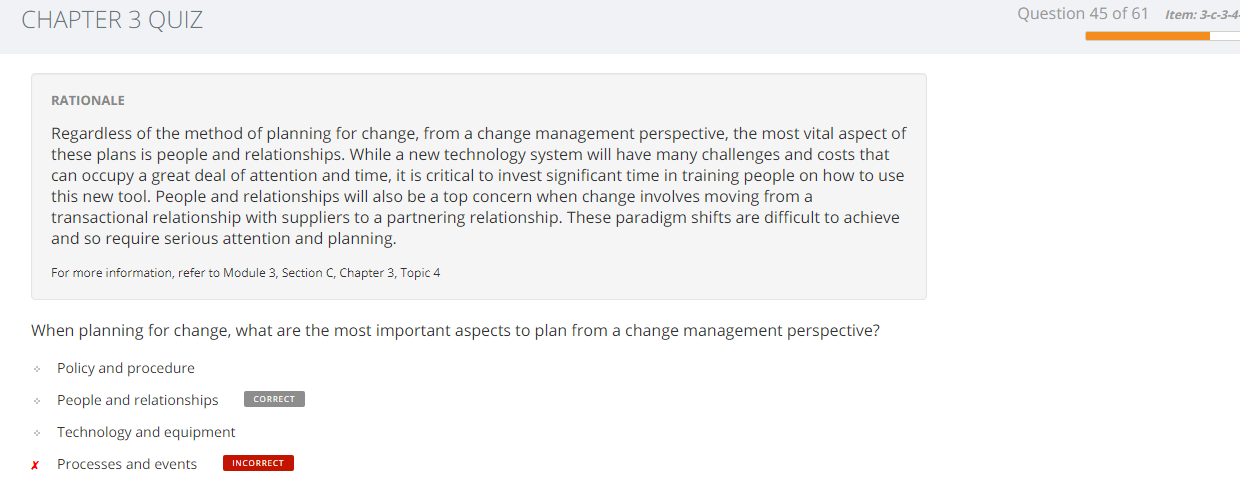 CHAPTER 3 QUIZ
Question 45 of 61 Item: 3-c-3-4-
RATIONALE
Regardless of the method of planning for change, from a change management perspective, the most vital aspect of
these plans is people and relationships. While a new technology system will have many challenges and costs that
can occupy a great deal of attention and time, it is critical to invest significant time in training people on how to use
this new tool. People and relationships will also be a top concern when change involves moving from a
transactional relationship with suppliers to a partnering relationship. These paradigm shifts are difficult to achieve
and so require serious attention and planning.
For more information, refer to Module 3, Section C, Chapter 3, Topic 4
When planning for change, what are the most important aspects to plan from a change management perspective?
Policy and procedure
People and relationships CORRECT
Technology and equipment
✗ Processes and events INCORRECT